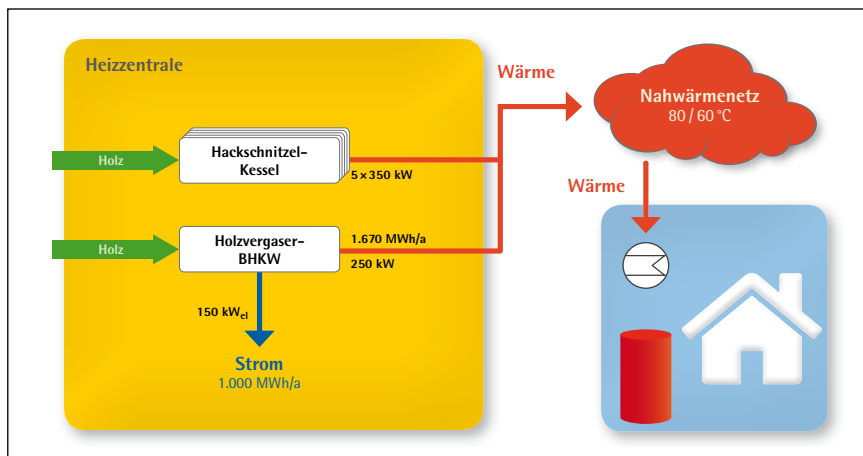 Heizzentrale
Wärme
Nahwärmenetz
80 / 60 °C
Holz
Hackschnitzel-
Kessel
5 × 350 kW
Wärme
Holz
Holzvergaser-
BHKW
1.670 MWh/a
250 kW
150 kWel
Strom
1.000 MWh/a